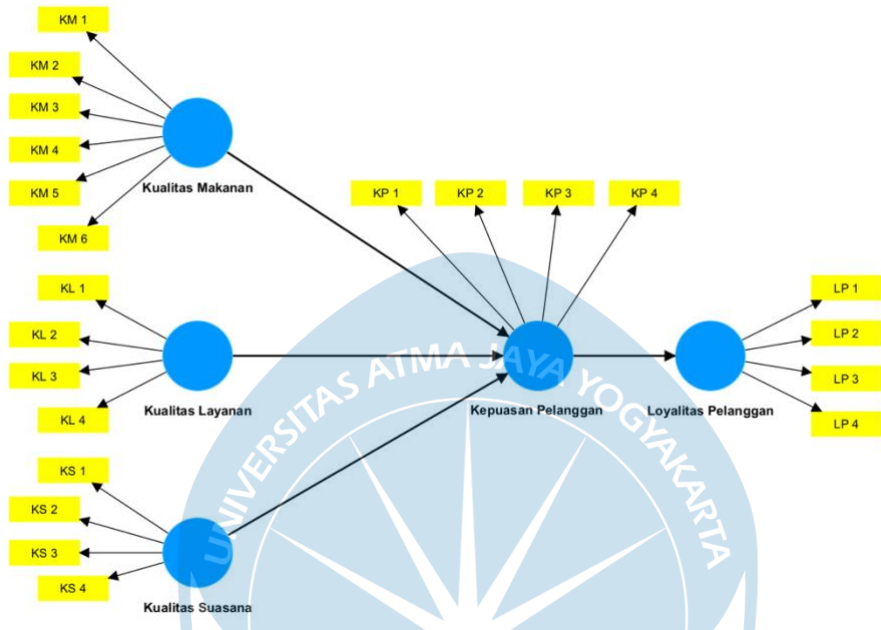 KM 1
KM 2
KM 3
KM 4
KM 5
KM 6
Kualitas Makanan
KL 1
KL 2
KL 3
KL 4
Kualitas Layanan
KS 1
KS 2
KS 3
KS 4
Kualitas Suasana
KP 1
KP 2
KP 3
KP 4
Kepuasan Pelanggan
LP 1
LP 2
LP 3
LP 4
Loyalitas Pelanggan
UNIVERSITAS ATMA JAYA YOGYAKARTA